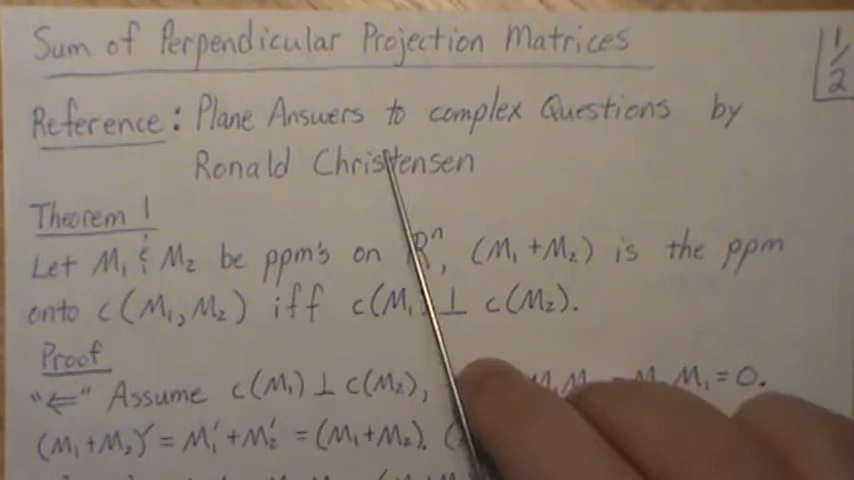 Sum of Perpendicular Projection Matrices
1/2
Reference: Plane Answers to complex Questions by
Ronald Christensen
Theorem 1
Let M₁ & M₂ be ppm's on ℝⁿ, (M₁+M₂) is the ppm
onto c(M₁,M₂) iff c(M₁) ⊥ c(M₂).
Proof
"⇐" Assume c(M₁) ⊥ c(M₂), M₁=0.
(M₁+M₂)' = M₁'+M₂' = (M₁+M₂).